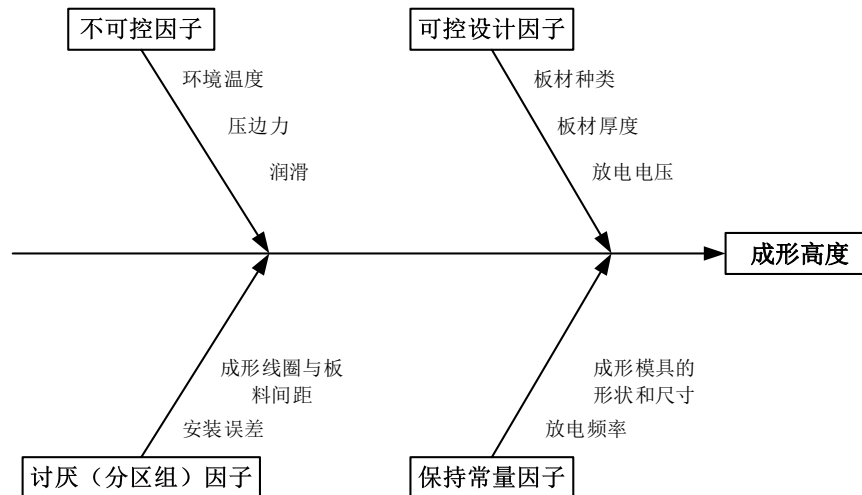 不可控因子
可控设计因子
环境温度
压边力
润滑
板材种类
板材厚度
放电电压
成形高度
成形线圈与板
料间距
安装误差
成形模具的
形状和尺寸
放电频率
讨厌（分区组）因子
保持常量因子